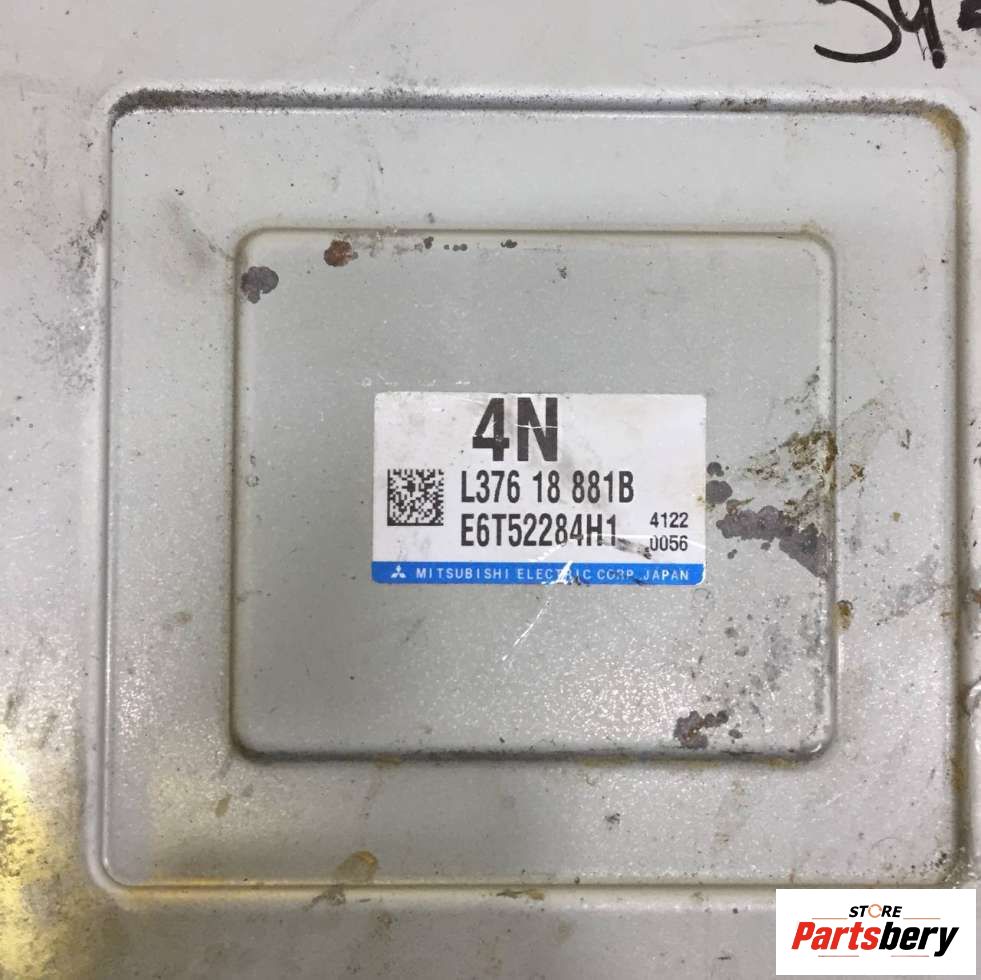 4N
L376 18 881B
E6T52284H1 4122
0056
MITSUBISHI ELECTRIC CORP. JAPAN
STORE
Partsbery